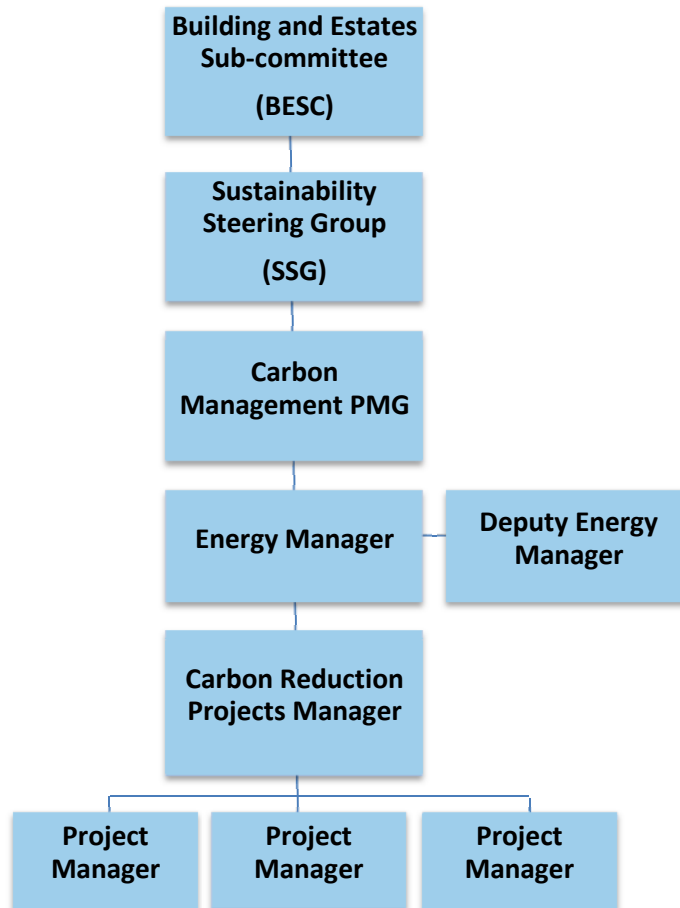 Building and Estates
Sub-committee
(BESC)
Sustainability
Steering Group
(SSG)
Carbon
Management PMG
Energy Manager
Deputy Energy
Manager
Carbon Reduction
Projects Manager
Project
Manager
Project
Manager
Project
Manager